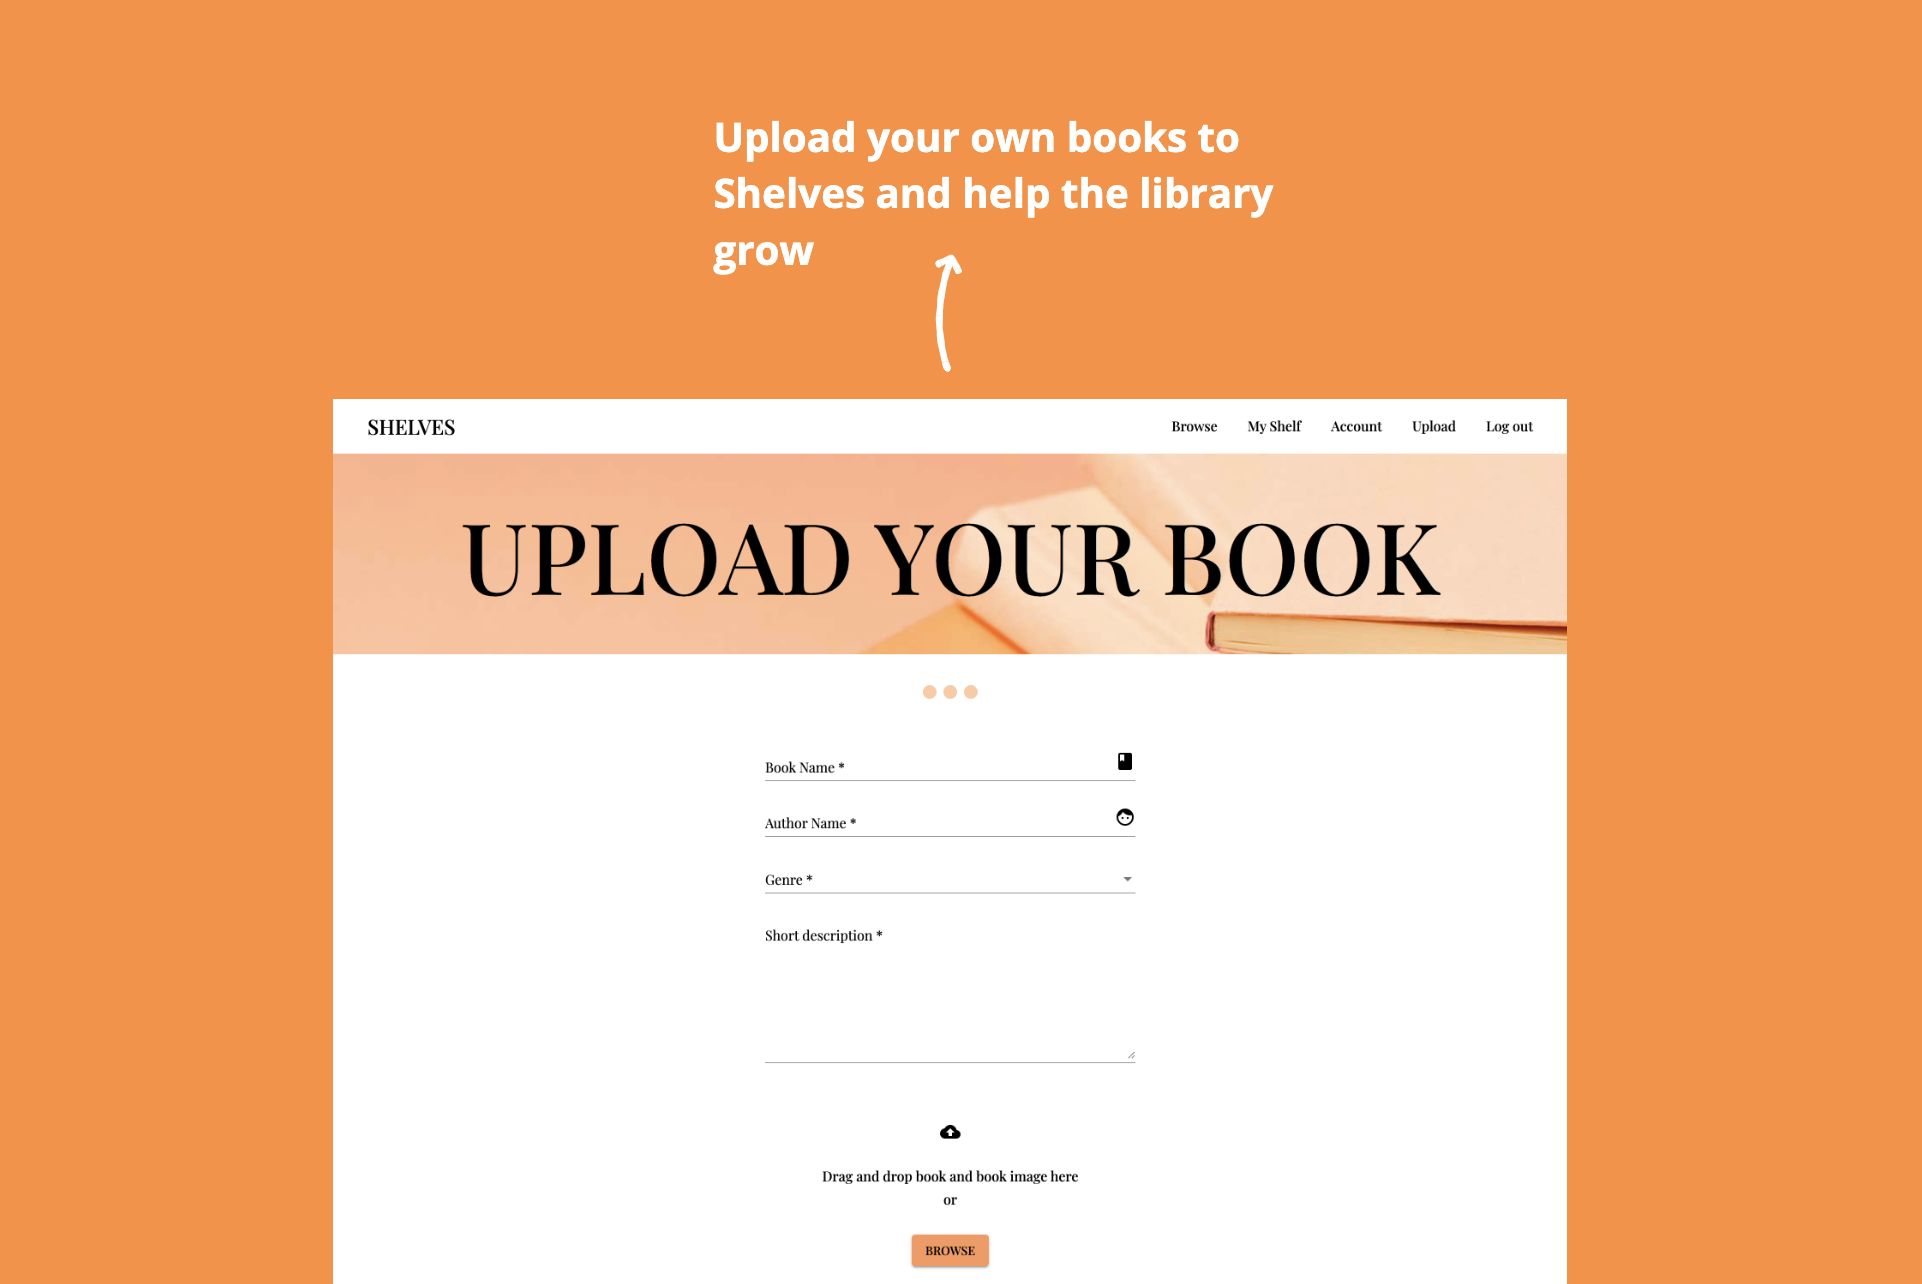 Upload your own books to
Shelves and help the library
grow
SHELVES
Browse
My Shelf
Account
Upload
Log out
UPLOAD YOUR BOOK
Book Name *
Author Name *
Genre *
Short description *
Drag and drop book and book image here
or
BROWSE